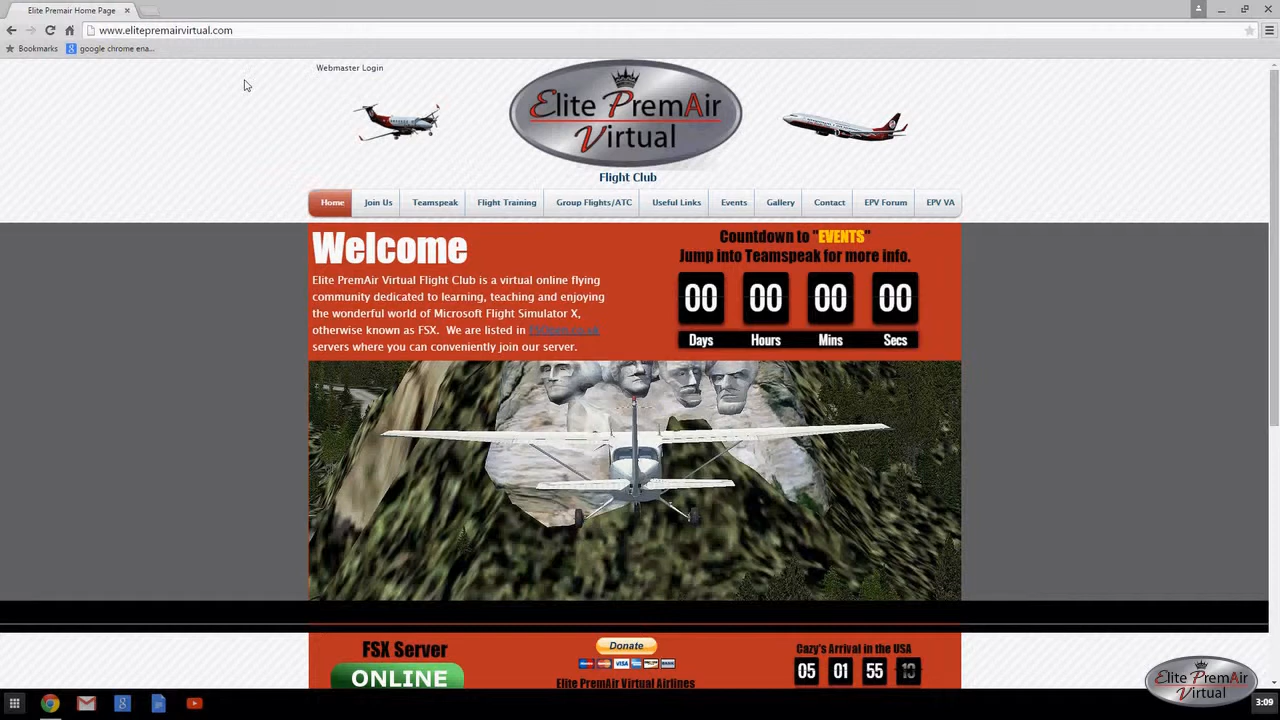 Elite Premair Home Page
www.elitepremairvirtual.com
Bookmarks
google chrome ena...
Webmaster Login
Elite PremAir
Virtual
Flight Club
Home
Join Us
Teamspeak
Flight Training
Group Flights/ATC
Useful Links
Events
Gallery
Contact
EPV Forum
EPV VA
Welcome
Elite PremAir Virtual Flight Club is a virtual online flying
community dedicated to learning, teaching and enjoying
the wonderful world of Microsoft Flight Simulator X,
otherwise known as FSX. We are listed in
servers where you can conveniently join our server.
Countdown to "EVENTS"
Jump into Teamspeak for more info.
00 00 00 00
Days Hours Mins Secs
FSX Server
ONLINE
Donate
VISA
Elite PremAir Virtual Airlines
Cazy's Arrival in the USA
05 01 55
Elite PremAir
Virtual
3:09